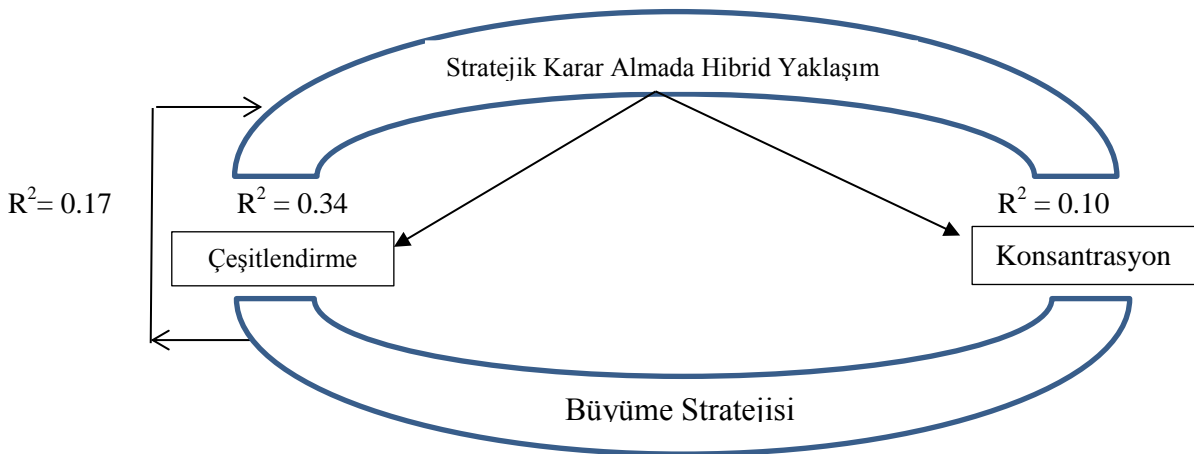 Stratejik Karar Almada Hibrid Yaklaşım
R²= 0.17
R² = 0.34
R² = 0.10
Çeşitlendirme
Konsantrasyon
Büyüme Stratejisi